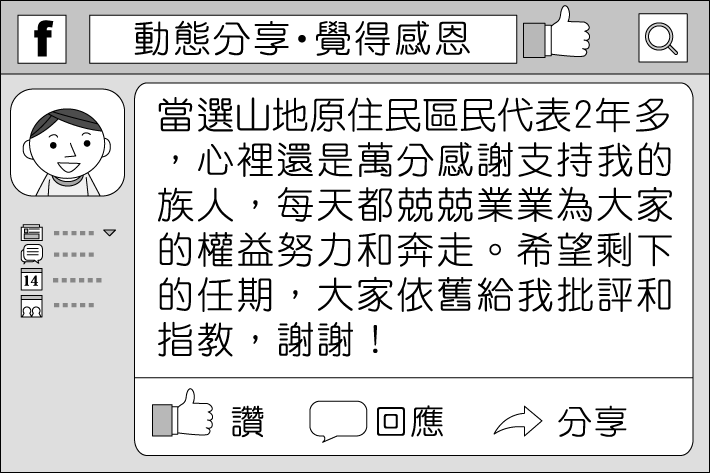 f
動態分享•覺得感恩
當選山地原住民區民代表2年多
，心裡還是萬分感謝支持我的
族人，每天都兢兢業業為大家
的權益努力和奔走。希望剩下
的任期，大家依舊給我批評和
指教，謝謝！
14
讚
回應
分享